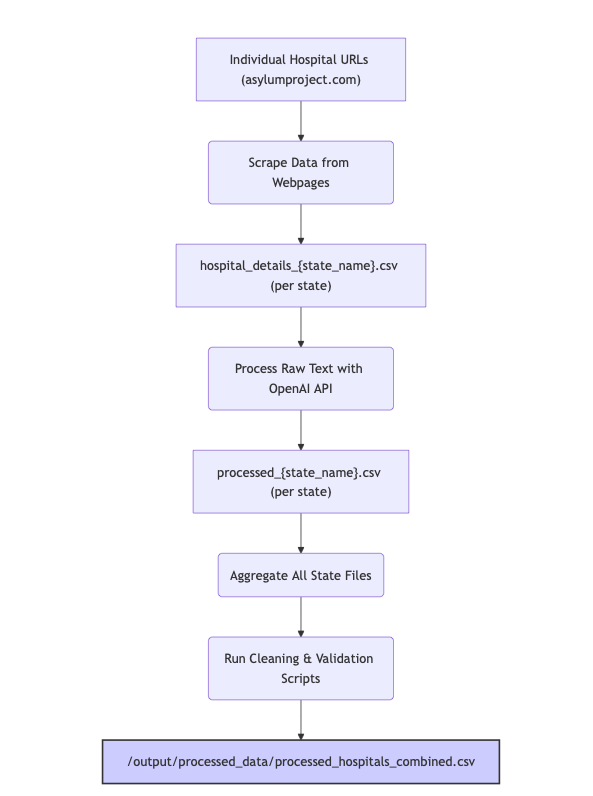 Individual Hospital URLs
(asylumproject.com)
Scrape Data from
Webpages
hospital_details_{state_name}.csv
(per state)
Process Raw Text with
OpenAI API
processed_{state_name}.csv
(per state)
Aggregate All State Files
Run Cleaning & Validation
Scripts
/output/processed_data/processed_hospitals_combined.csv